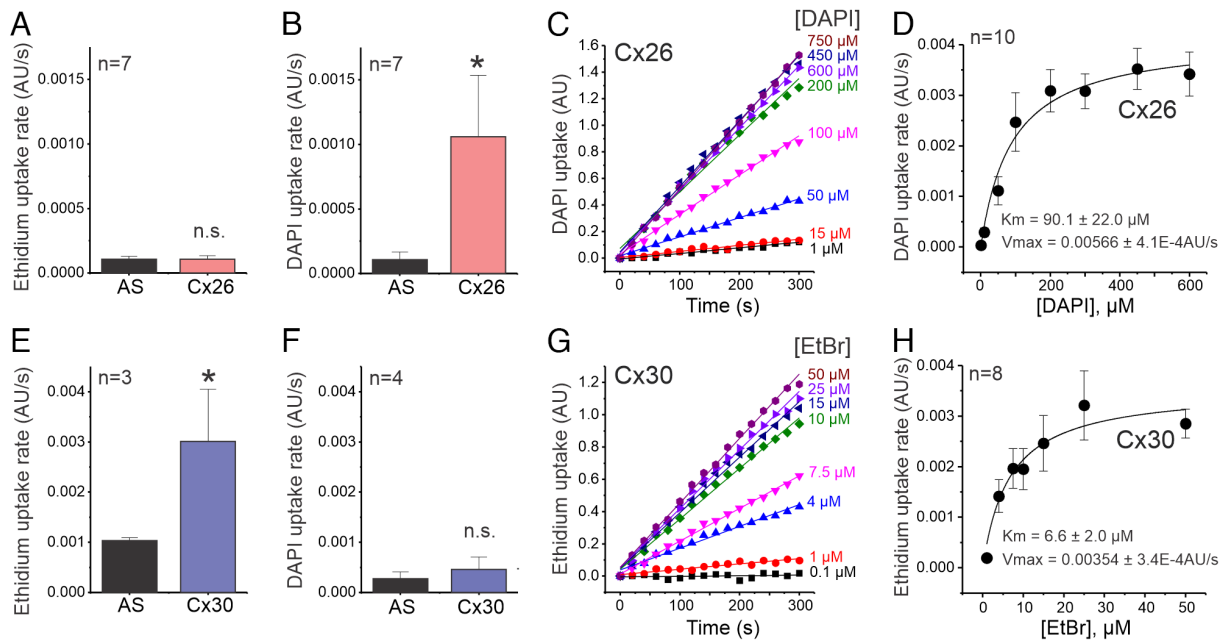 A
n=7
Ethidium uptake rate (AU/s)
0.0015
0.0010
0.0005
0.0000
n.s.
AS Cx26
B
n=7
DAPI uptake rate (AU/s)
0.0015
0.0010
0.0005
0.0000
*
AS Cx26
C
Cx26
[DAPI]
DAPI uptake (AU)
1.6
1.4
1.2
1.0
0.8
0.6
0.4
0.2
0.0
750 µM
450 µM
600 µM
200 µM
100 µM
50 µM
15 µM
1 µM
0 100 200 300
Time (s)
D
n=10
DAPI uptake rate (AU/s)
0.004
0.003
0.002
0.001
0.000
Cx26
Km = 90.1 ± 22.0 µM
Vmax = 0.00566 ± 4.1E-4AU/s
0 200 400 600
[DAPI], µM
E
n=3
Ethidium uptake rate (AU/s)
0.004
0.003
0.002
0.001
0.000
*
AS Cx30
F
n=4
DAPI uptake rate (AU/s)
0.004
0.003
0.002
0.001
0.000
n.s.
AS Cx30
G
Cx30
[EtBr]
Ethidium uptake (AU)
1.2
1.0
0.8
0.6
0.4
0.2
0.0
50 µM
25 µM
15 µM
10 µM
7.5 µM
4 µM
1 µM
0.1 µM
0 100 200 300
Time (s)
H
n=8
Ethidium uptake rate (AU/s)
0.004
0.003
0.002
0.001
0.000
Cx30
Km = 6.6 ± 2.0 µM
Vmax = 0.00354 ± 3.4E-4AU/s
0 10 20 30 40 50
[EtBr], µM